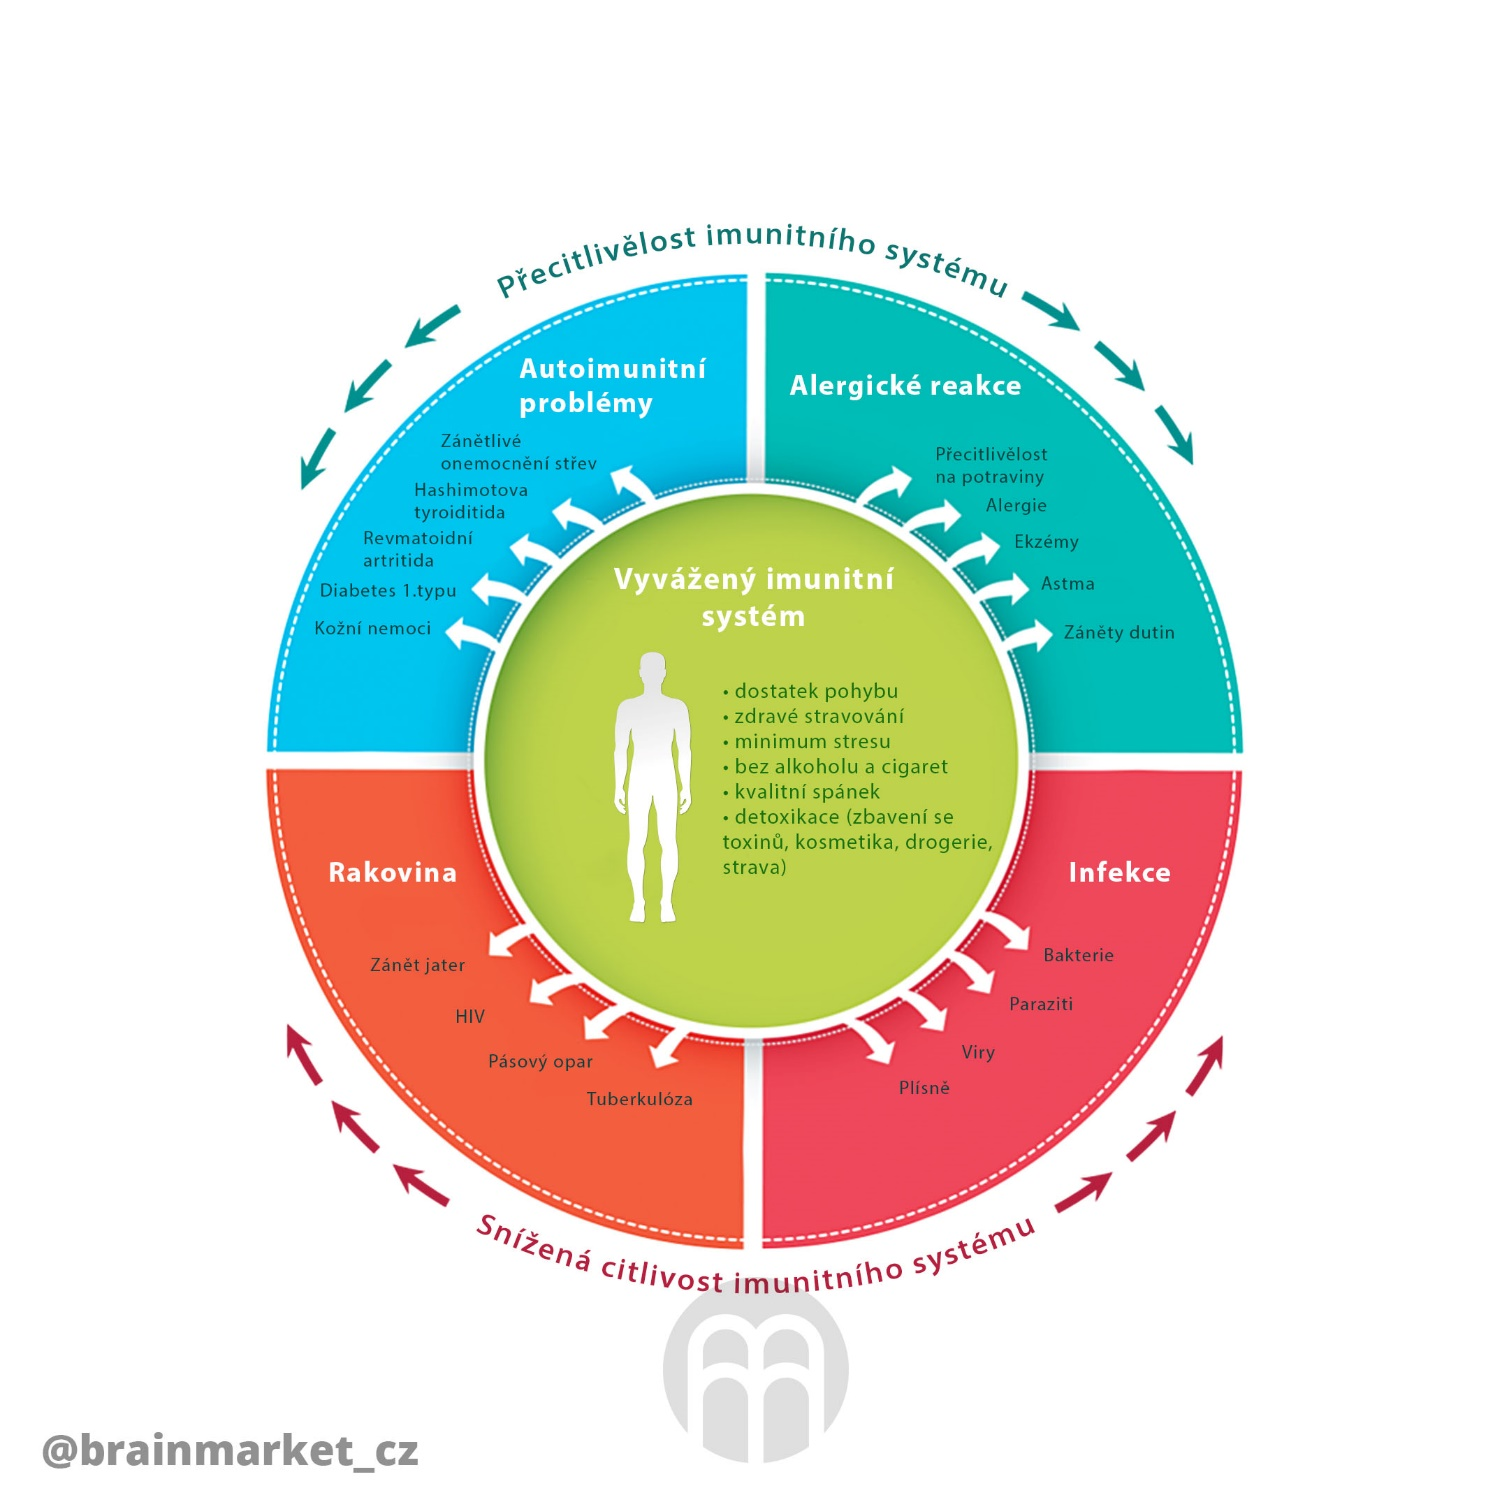 Přecitlivělost imunitního systému
Autoimunitní
problémy
Zánětlivé
onemocnění střev
Hashimotova
tyroiditida
Revmatoidní
artritida
Diabetes 1.typu
Kožní nemoci
Alergické reakce
Přecitlivělost
na potraviny
Alergie
Ekzémy
Astma
Záněty dutin
Vyvážený imunitní
systém
• dostatek pohybu
• zdravé stravování
• minimum stresu
• bez alkoholu a cigaret
• kvalitní spánek
• detoxikace (zbavení se
toxinů, kosmetika, drogerie,
strava)
Rakovina
Zánět jater
HIV
Pásový opar
Tuberkulóza
Infekce
Bakterie
Paraziti
Viry
Plísně
Snížená citlivost imunitního systému
@brainmarket_cz